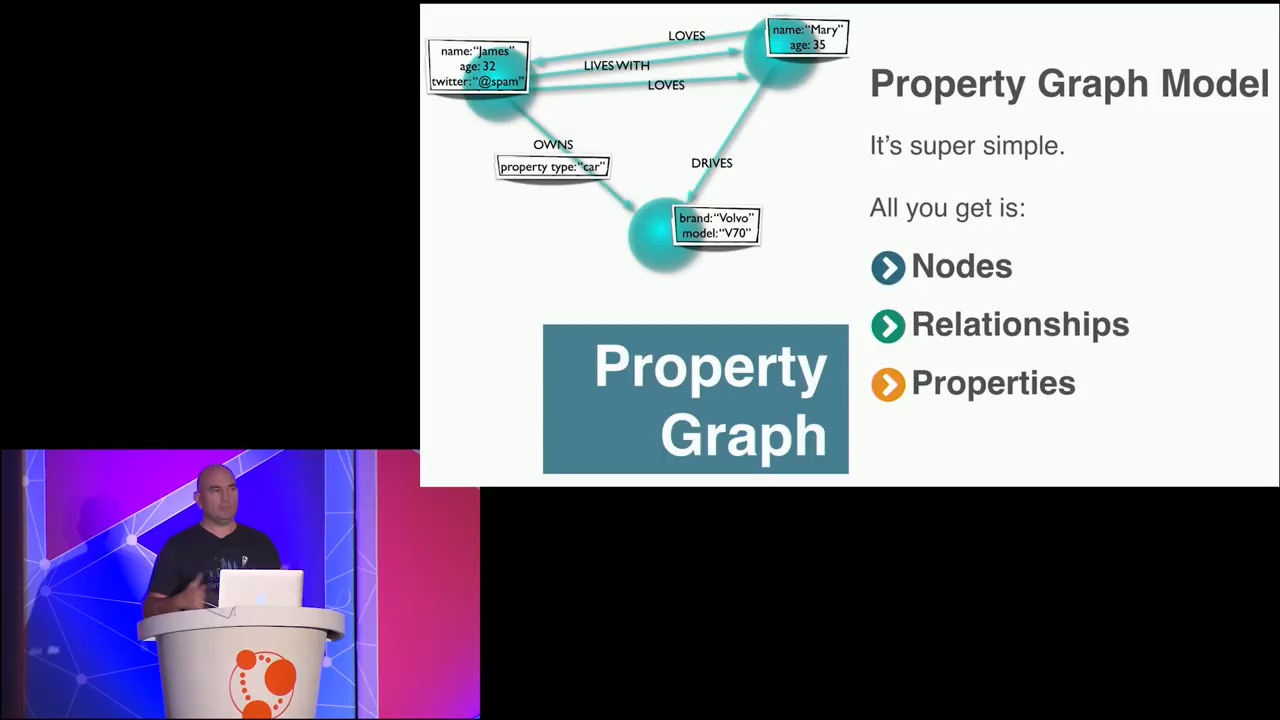 LOVES
name:“Mary”
age: 35
name:“James”
age: 32
twitter:“@spam”
LIVES WITH
LOVES
OWNS
property type:“car”
DRIVES
brand:“Volvo”
model:“V70”
Property
Graph
Property Graph Model
It’s super simple.
All you get is:
Nodes
Relationships
Properties